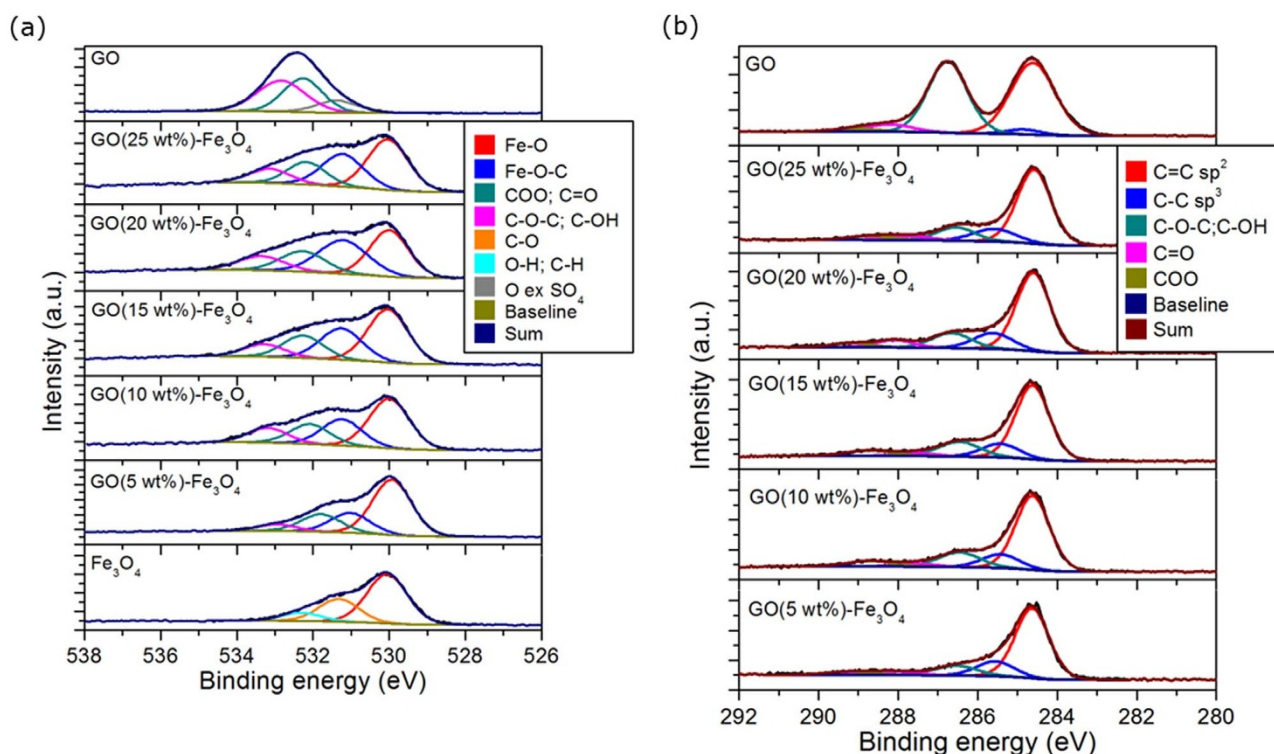 (a)
GO
GO(25 wt%)-Fe₃O₄
GO(20 wt%)-Fe₃O₄
GO(15 wt%)-Fe₃O₄
GO(10 wt%)-Fe₃O₄
GO(5 wt%)-Fe₃O₄
Fe₃O₄
Fe-O
Fe-O-C
COO; C=O
C-O-C; C-OH
C-O
O-H; C-H
O ex SO₄
Baseline
Sum
Intensity (a.u.)
538 536 534 532 530 528 526
Binding energy (eV)
(b)
GO
GO(25 wt%)-Fe₃O₄
GO(20 wt%)-Fe₃O₄
GO(15 wt%)-Fe₃O₄
GO(10 wt%)-Fe₃O₄
GO(5 wt%)-Fe₃O₄
C=C sp²
C-C sp³
C-O-C;C-OH
C=O
COO
Baseline
Sum
Intensity (a.u.)
292 290 288 286 284 282 280
Binding energy (eV)